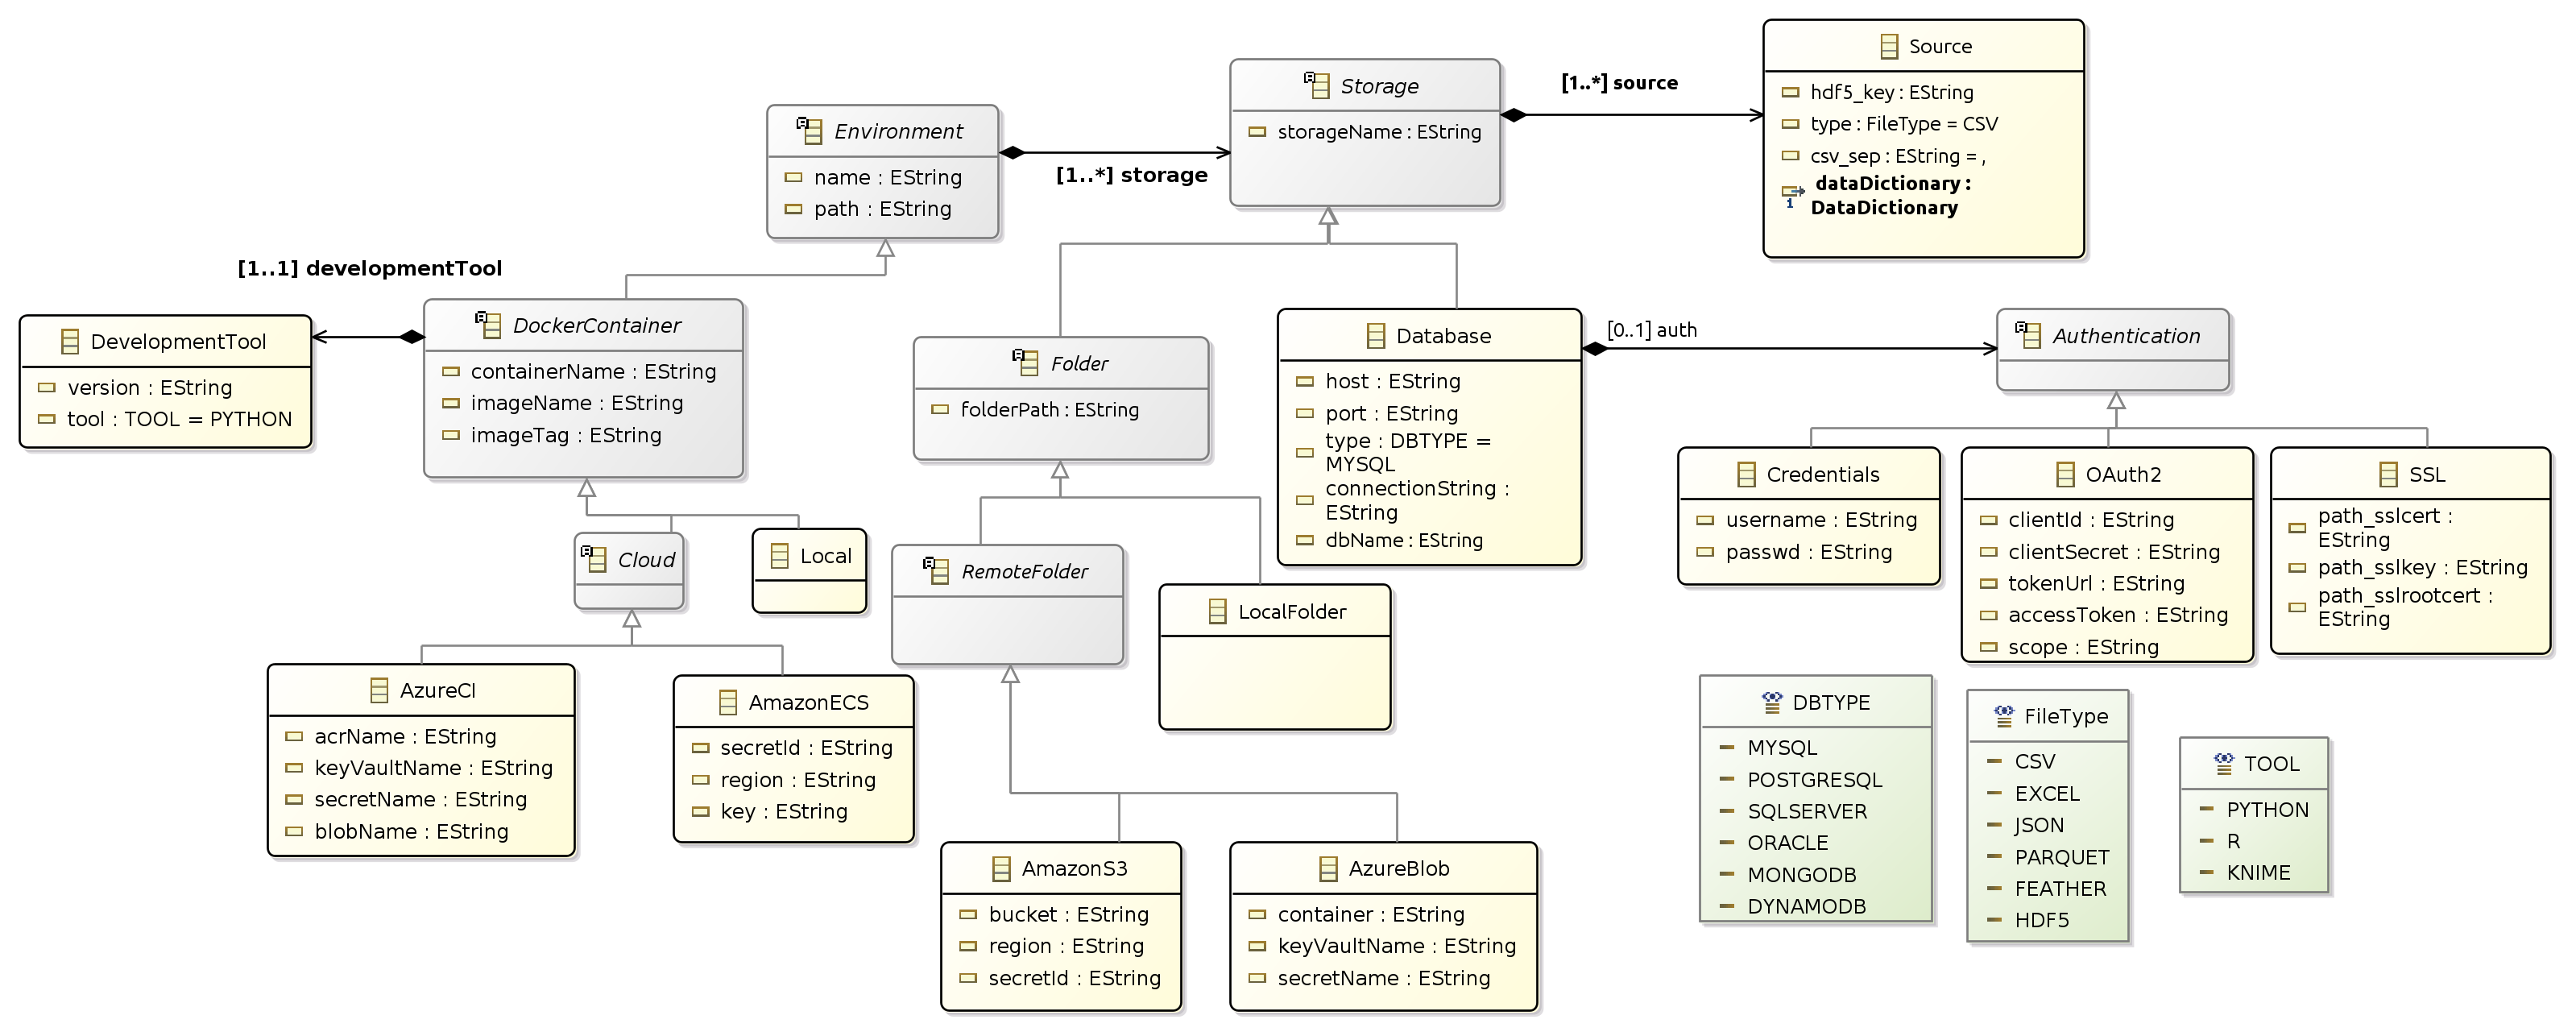 Source
hdf5_key : EString
type : FileType = CSV
csv_sep : EString = ,
dataDictionary :
DataDictionary
1
[1..*] source
Storage
storageName : EString
Environment
name : EString
path : EString
[1..*] storage
[1..1] developmentTool
DevelopmentTool
version : EString
tool : TOOL = PYTHON
DockerContainer
containerName : EString
imageName : EString
imageTag : EString
Folder
folderPath : EString
Database
host : EString
port : EString
type : DBTYPE =
MYSQL
connectionString :
EString
dbName : EString
[0..1] auth
Authentication
Credentials
username : EString
passwd : EString
OAuth2
clientId : EString
clientSecret : EString
tokenUrl : EString
accessToken : EString
scope : EString
SSL
path_sslcert :
EString
path_sslkey : EString
path_sslrootcert :
EString
Cloud
Local
RemoteFolder
LocalFolder
AzureCI
acrName : EString
keyVaultName : EString
secretName : EString
blobName : EString
AmazonECS
secretId : EString
region : EString
key : EString
AmazonS3
bucket : EString
region : EString
secretId : EString
AzureBlob
container : EString
keyVaultName : EString
secretName : EString
DBTYPE
MYSQL
POSTGRESQL
SQLSERVER
ORACLE
MONGODB
DYNAMODB
FileType
CSV
EXCEL
JSON
PARQUET
FEATHER
HDF5
TOOL
PYTHON
R
KNIME